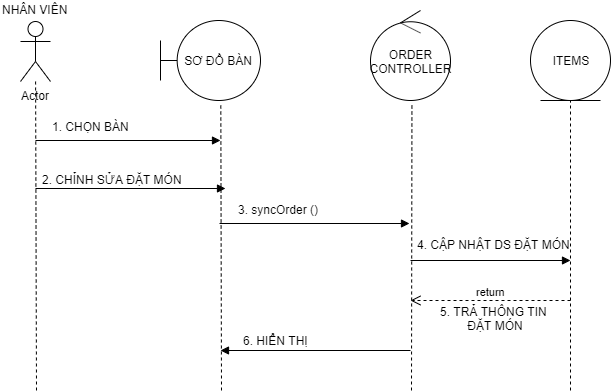 NHÂN VIÊN
Actor
SƠ ĐỒ BÀN
ORDER
CONTROLLER
ITEMS
1. CHỌN BÀN
2. CHỈNH SỬA ĐẶT MÓN
3. syncOrder ()
4. CẬP NHẬT DS ĐẶT MÓN
return
5. TRẢ THÔNG TIN
ĐẶT MÓN
6. HIỂN THỊ